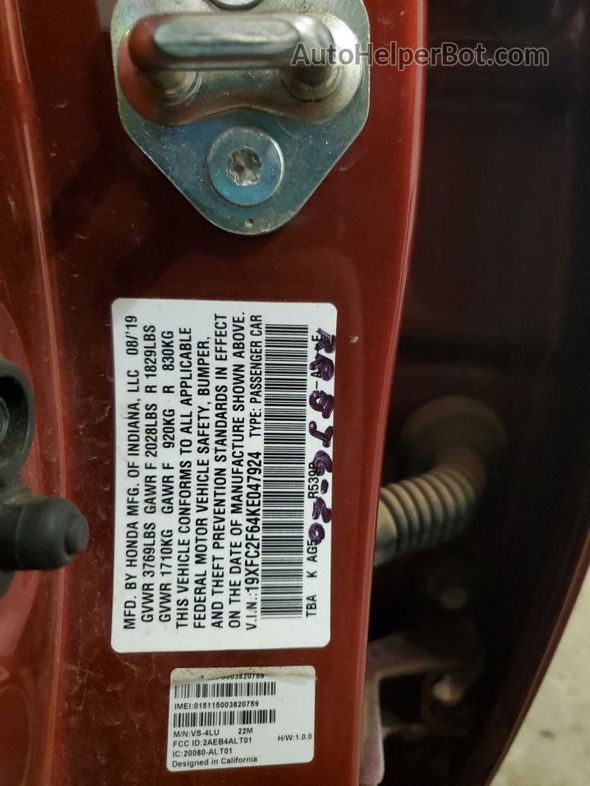 AutoHelperBot.com
MFD. BY HONDA MFG. OF INDIANA, LLC 08/'19
GVWR 3769LBS GAWR F 2028LBS R 1829LBS
GVWR 1710KG GAWR F 920KG R 830KG
THIS VEHICLE CONFORMS TO ALL APPLICABLE
FEDERAL MOTOR VEHICLE SAFETY, BUMPER,
AND THEFT PREVENTION STANDARDS IN EFFECT
ON THE DATE OF MANUFACTURE SHOWN ABOVE.
V.I.N.:19XFC2F64KE047924 TYPE: PASSENGER CAR
TBA K AG5 R539P
0003820759
IMEI:015115003820759
M/N:VS-4LU 22M
FCC ID:2AEB4ALT01 H/W:1.0.0
IC:20080-ALT01
Designed in California